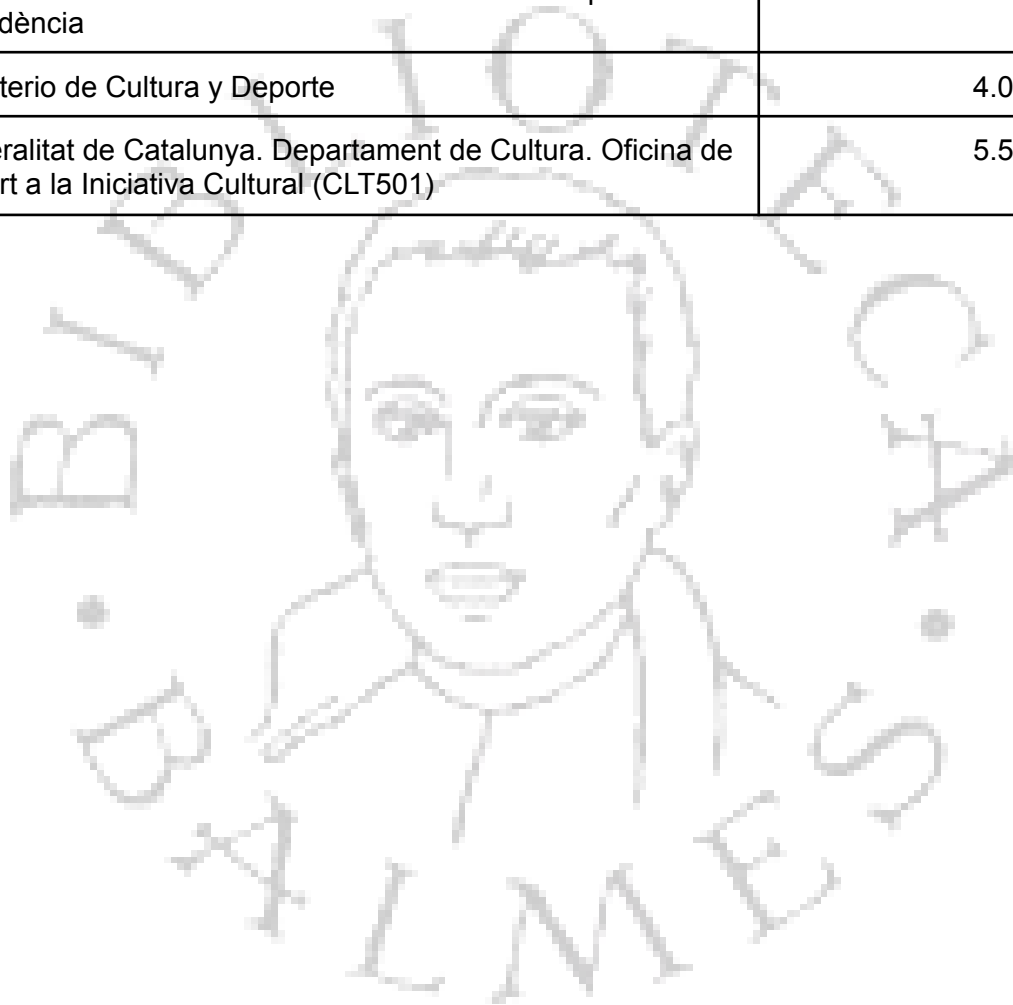 dència
terio de Cultura y Deporte
4.0
eralitat de Catalunya. Departament de Cultura. Oficina de
5.5
rt a la Iniciativa Cultural (CLT501)
BIBLIOTECA
BALMES